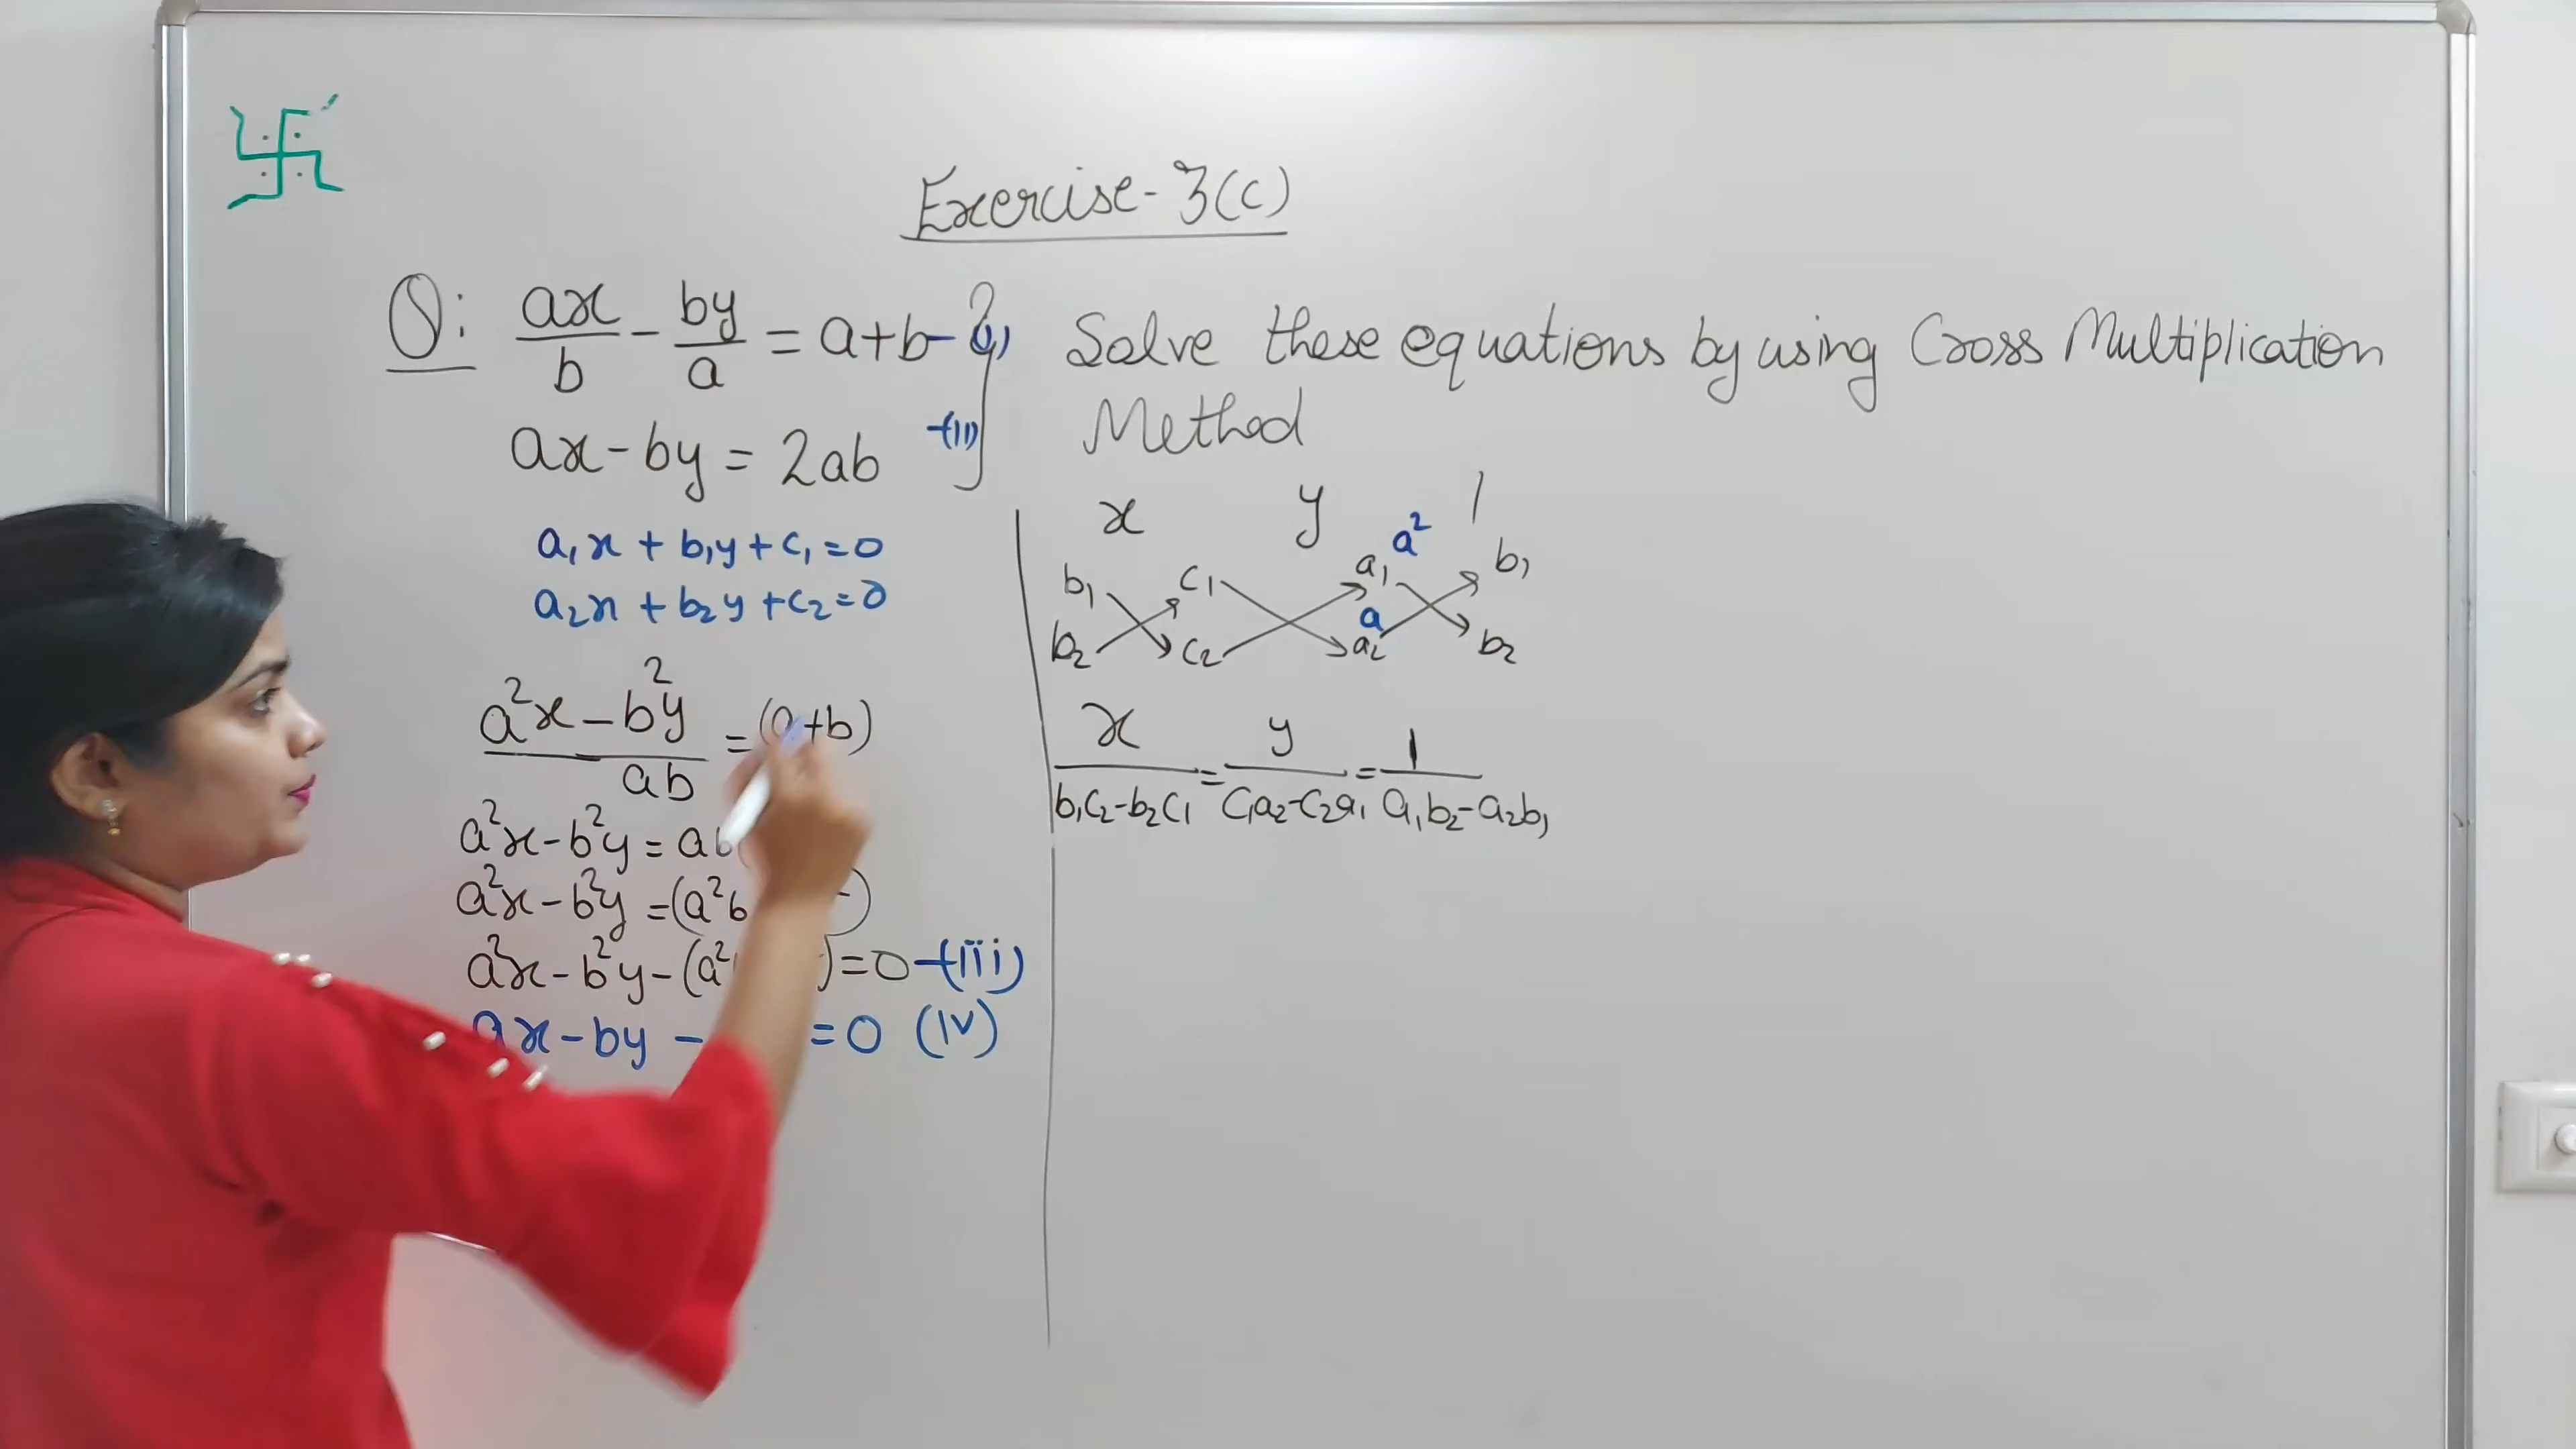 Exercise-3(c)
Q: ax/b - by/a = a+b -(i)
Solve these equations by using Cross Multiplication
Method
ax - by = 2ab -(ii)
a₁x + b₁y + c₁ = 0
a₂x + b₂y + c₂ = 0
a²x - b²y / ab = (a+b)
a²x - b²y = ab
a²x - b²y = (a²b
a²x - b²y - (a² ) = 0 -(iii)
ax - by - = 0 (iv)
x y 1
a²
b₁ c₁ a₁ b₁
a
b₂ c₂ a₂ b₂
x/b₁c₂-b₂c₁ = y/c₁a₂-c₂a₁ = 1/a₁b₂-a₂b₁